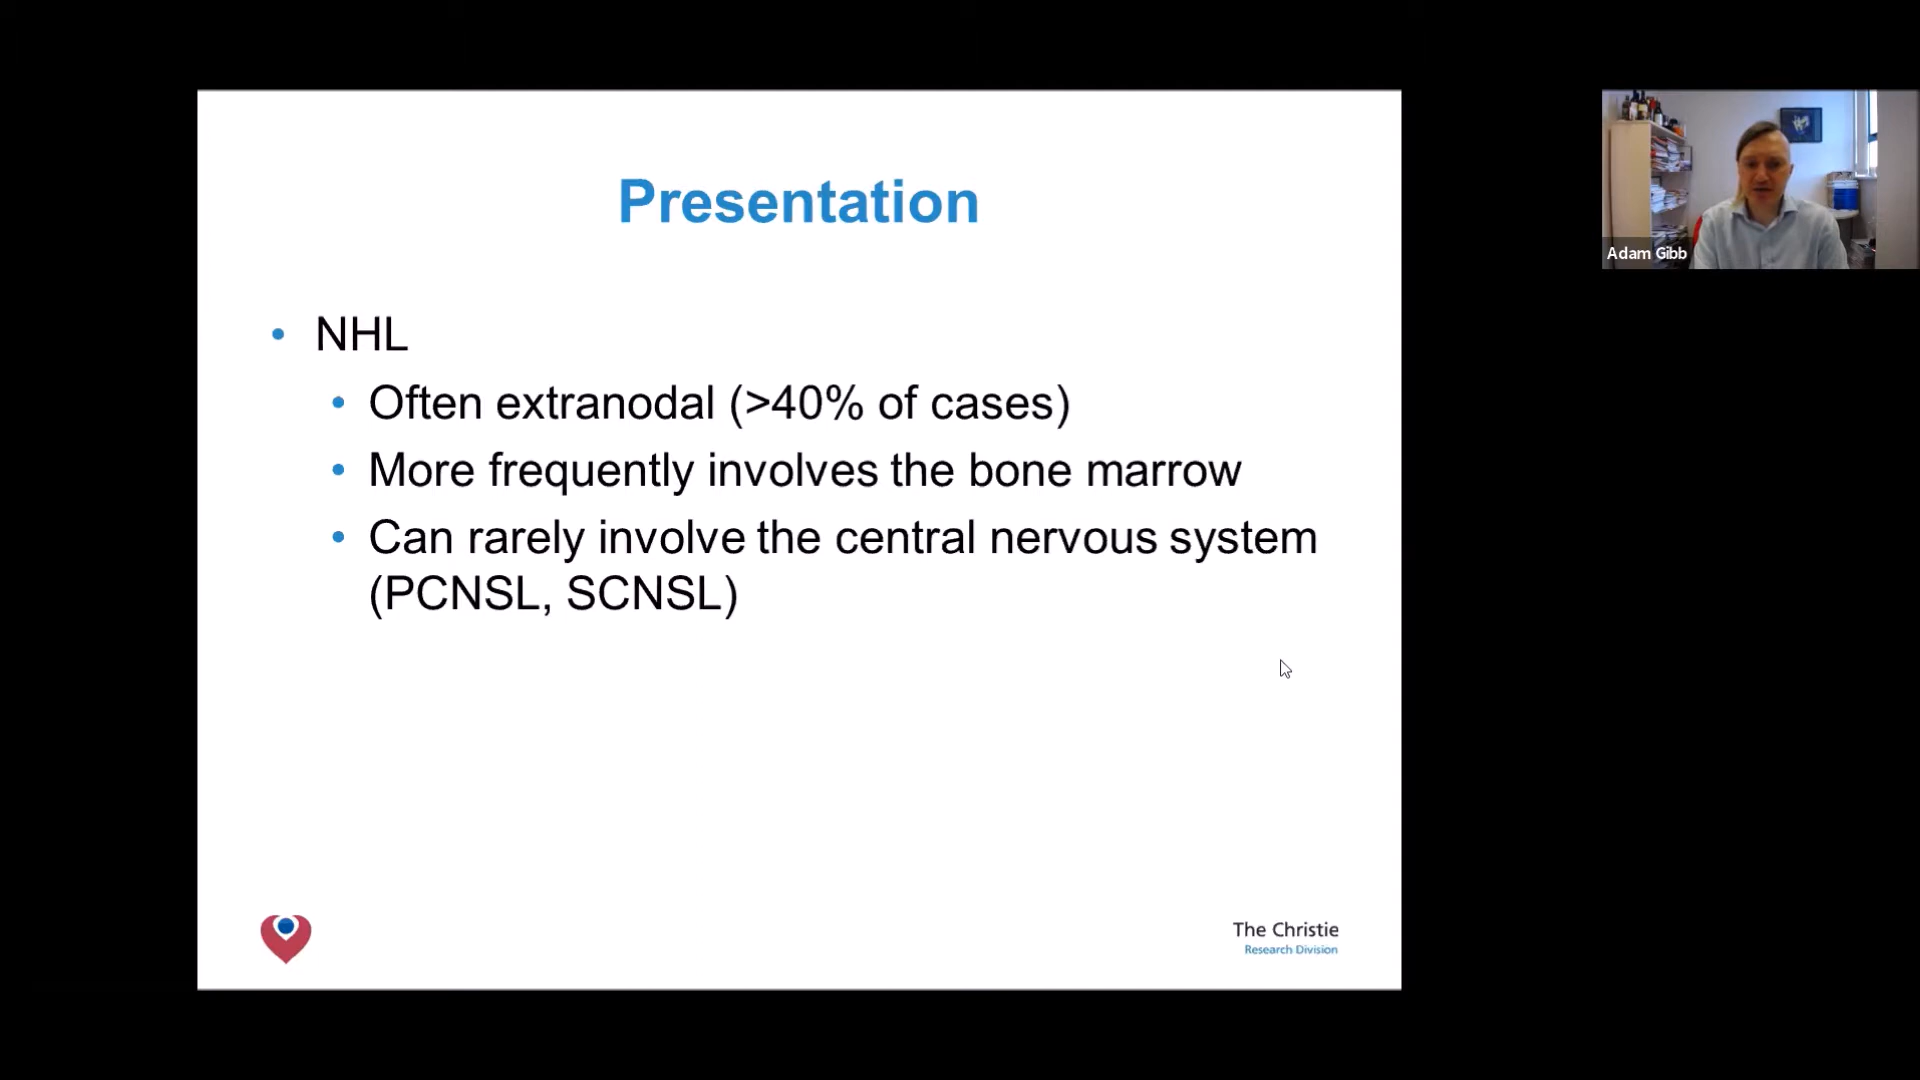 Presentation
• NHL
• Often extranodal (>40% of cases)
• More frequently involves the bone marrow
• Can rarely involve the central nervous system
(PCNSL, SCNSL)
The Christie
Research Division
Adam Gibb